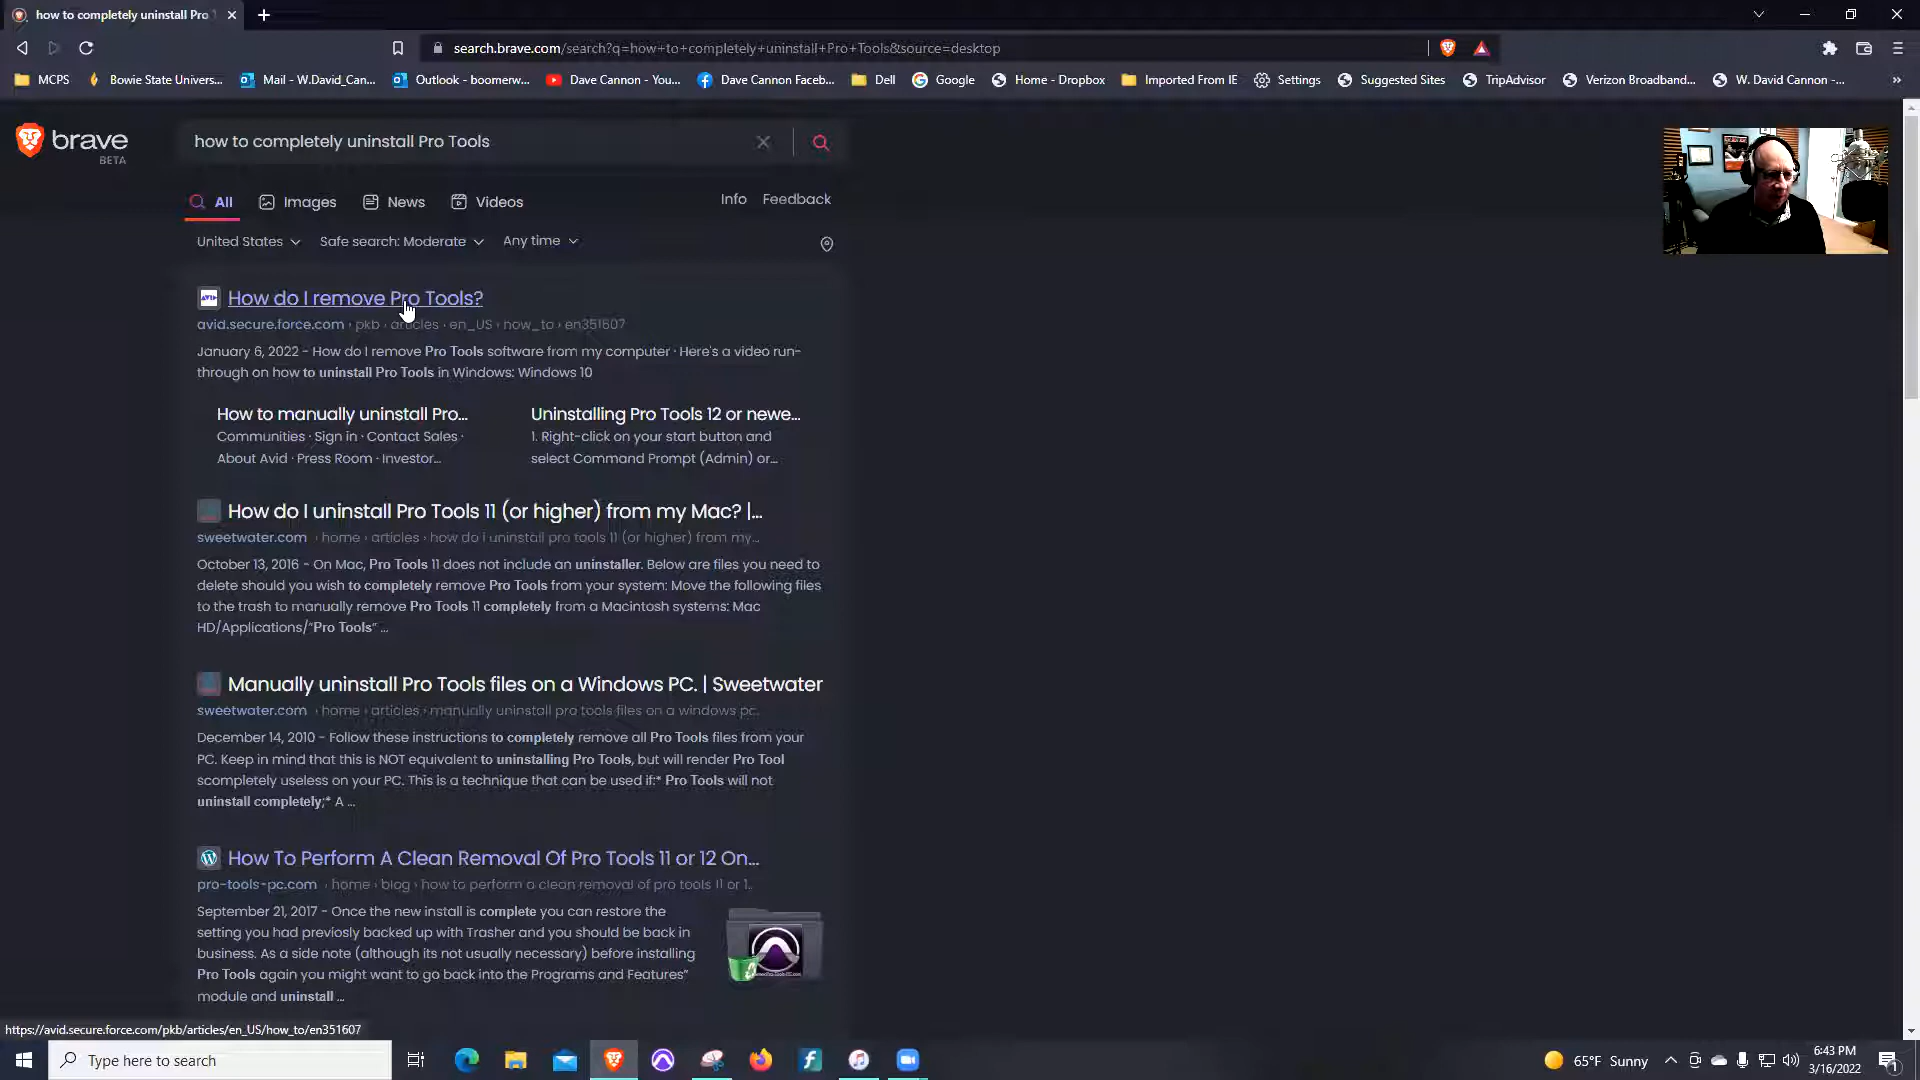 how to completely uninstall Pro T
search.brave.com/search?q=how+to+completely+uninstall+Pro+Tools&source=desktop
MCPS
Bowie State Univers...
Mail - W.David_Can...
Outlook - boomerw...
Dave Cannon - You...
Dave Cannon Faceb...
Dell
Google
Home - Dropbox
Imported From IE
Settings
Suggested Sites
TripAdvisor
Verizon Broadband...
W. David Cannon -...
»
brave
BETA
how to completely uninstall Pro Tools
All
Images
News
Videos
Info
Feedback
United States
Safe search: Moderate
Any time
How do I remove Pro Tools?
avid.secure.force.com › pkb › articles › en_US › how_to › en351607
January 6, 2022 - How do I remove Pro Tools software from my computer · Here's a video run-
through on how to uninstall Pro Tools in Windows: Windows 10
How to manually uninstall Pro...
Communities · Sign in · Contact Sales ·
About Avid · Press Room · Investor...
Uninstalling Pro Tools 12 or newe...
1. Right-click on your start button and
select Command Prompt (Admin) or...
How do I uninstall Pro Tools 11 (or higher) from my Mac? |...
sweetwater.com › home › articles › how do i uninstall pro tools 11 (or higher) from my...
October 13, 2016 - On Mac, Pro Tools 11 does not include an uninstaller. Below are files you need to
delete should you wish to completely remove Pro Tools from your system: Move the following files
to the trash to manually remove Pro Tools 11 completely from a Macintosh systems: Mac
HD/Applications/“Pro Tools” ...
Manually uninstall Pro Tools files on a Windows PC. | Sweetwater
sweetwater.com › home › articles › manually uninstall pro tools files on a windows pc.
December 14, 2010 - Follow these instructions to completely remove all Pro Tools files from your
PC. Keep in mind that this is NOT equivalent to uninstalling Pro Tools, but will render Pro Tool
scompletely useless on your PC. This is a technique that can be used if:* Pro Tools will not
uninstall completely;* A ...
How To Perform A Clean Removal Of Pro Tools 11 or 12 On...
pro-tools-pc.com › home › blog › how to perform a clean removal of pro tools 11 or 1..
September 21, 2017 - Once the new install is complete you can restore the
setting you had previously backed up with Trasher and you should be back in
business. As a side note (although its not usually necessary) before installing
Pro Tools again you might want to go back into the Programs and Features”
module and uninstall ...
https://avid.secure.force.com/pkb/articles/en_US/how_to/en351607
Type here to search
65°F Sunny
6:43 PM
3/16/2022
1